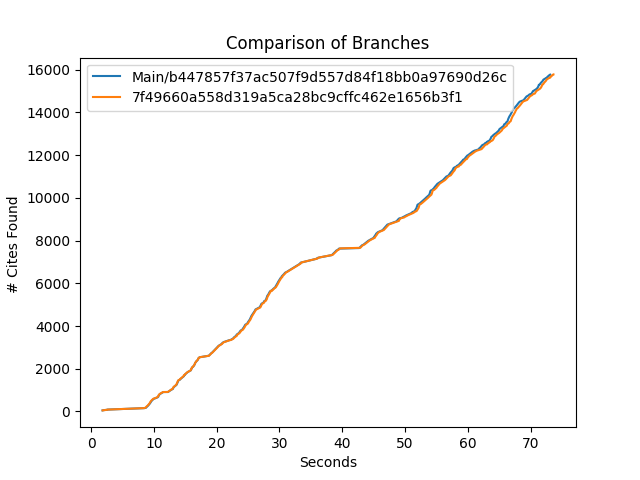 Comparison of Branches
Main/b447857f37ac507f9d557d84f18bb0a97690d26c
7f49660a558d319a5ca28bc9cffc462e1656b3f1
16000
14000
12000
10000
8000
6000
4000
2000
0
# Cites Found
0 10 20 30 40 50 60 70
Seconds